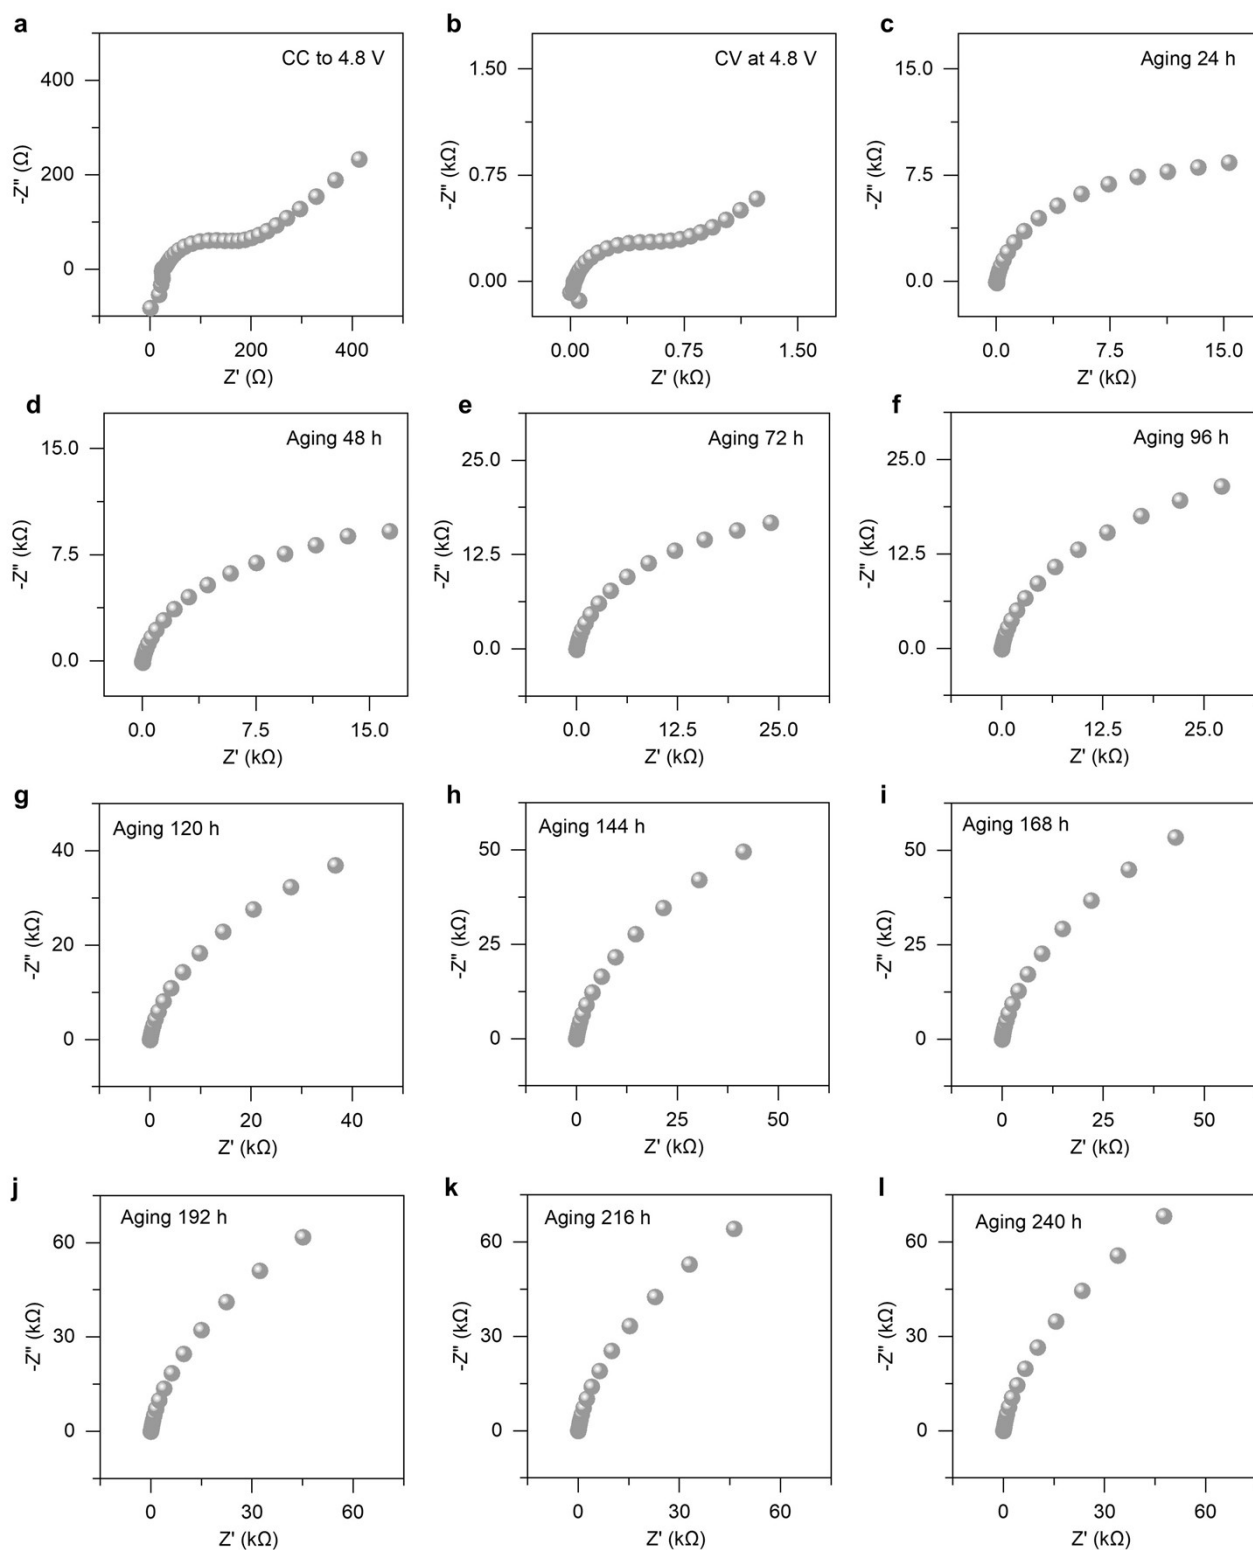 a
CC to 4.8 V
400
200
0
-Z" (Ω)
0 200 400
Z' (Ω)
b
CV at 4.8 V
1.50
0.75
0.00
-Z" (kΩ)
0.00 0.75 1.50
Z' (kΩ)
c
Aging 24 h
15.0
7.5
0.0
-Z" (kΩ)
0.0 7.5 15.0
Z' (kΩ)
d
Aging 48 h
15.0
7.5
0.0
-Z" (kΩ)
0.0 7.5 15.0
Z' (kΩ)
e
Aging 72 h
25.0
12.5
0.0
-Z" (kΩ)
0.0 12.5 25.0
Z' (kΩ)
f
Aging 96 h
25.0
12.5
0.0
-Z" (kΩ)
0.0 12.5 25.0
Z' (kΩ)
g
Aging 120 h
40
20
0
-Z" (kΩ)
0 20 40
Z' (kΩ)
h
Aging 144 h
50
25
0
-Z" (kΩ)
0 25 50
Z' (kΩ)
i
Aging 168 h
50
25
0
-Z" (kΩ)
0 25 50
Z' (kΩ)
j
Aging 192 h
60
30
0
-Z" (kΩ)
0 30 60
Z' (kΩ)
k
Aging 216 h
60
30
0
-Z" (kΩ)
0 30 60
Z' (kΩ)
l
Aging 240 h
60
30
0
-Z" (kΩ)
0 30 60
Z' (kΩ)